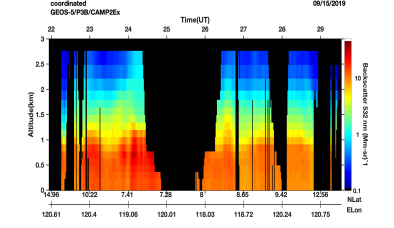 coordinated
09/15/2019
GEOS-5/P3B/CAMP2Ex
Time(UT)
22 23 24 25 26 27 28 29
Altitude(km)
3
2.5
2
1.5
1
0.5
0
10
1
0.1
Backscatter 532 nm (Mm-sr)⁻¹
14.96 10.22 7.41 7.28 8 8.65 9.42 12.56
NLat
120.61 120.4 119.06 120.01 118.03 118.72 120.24 120.75
ELon